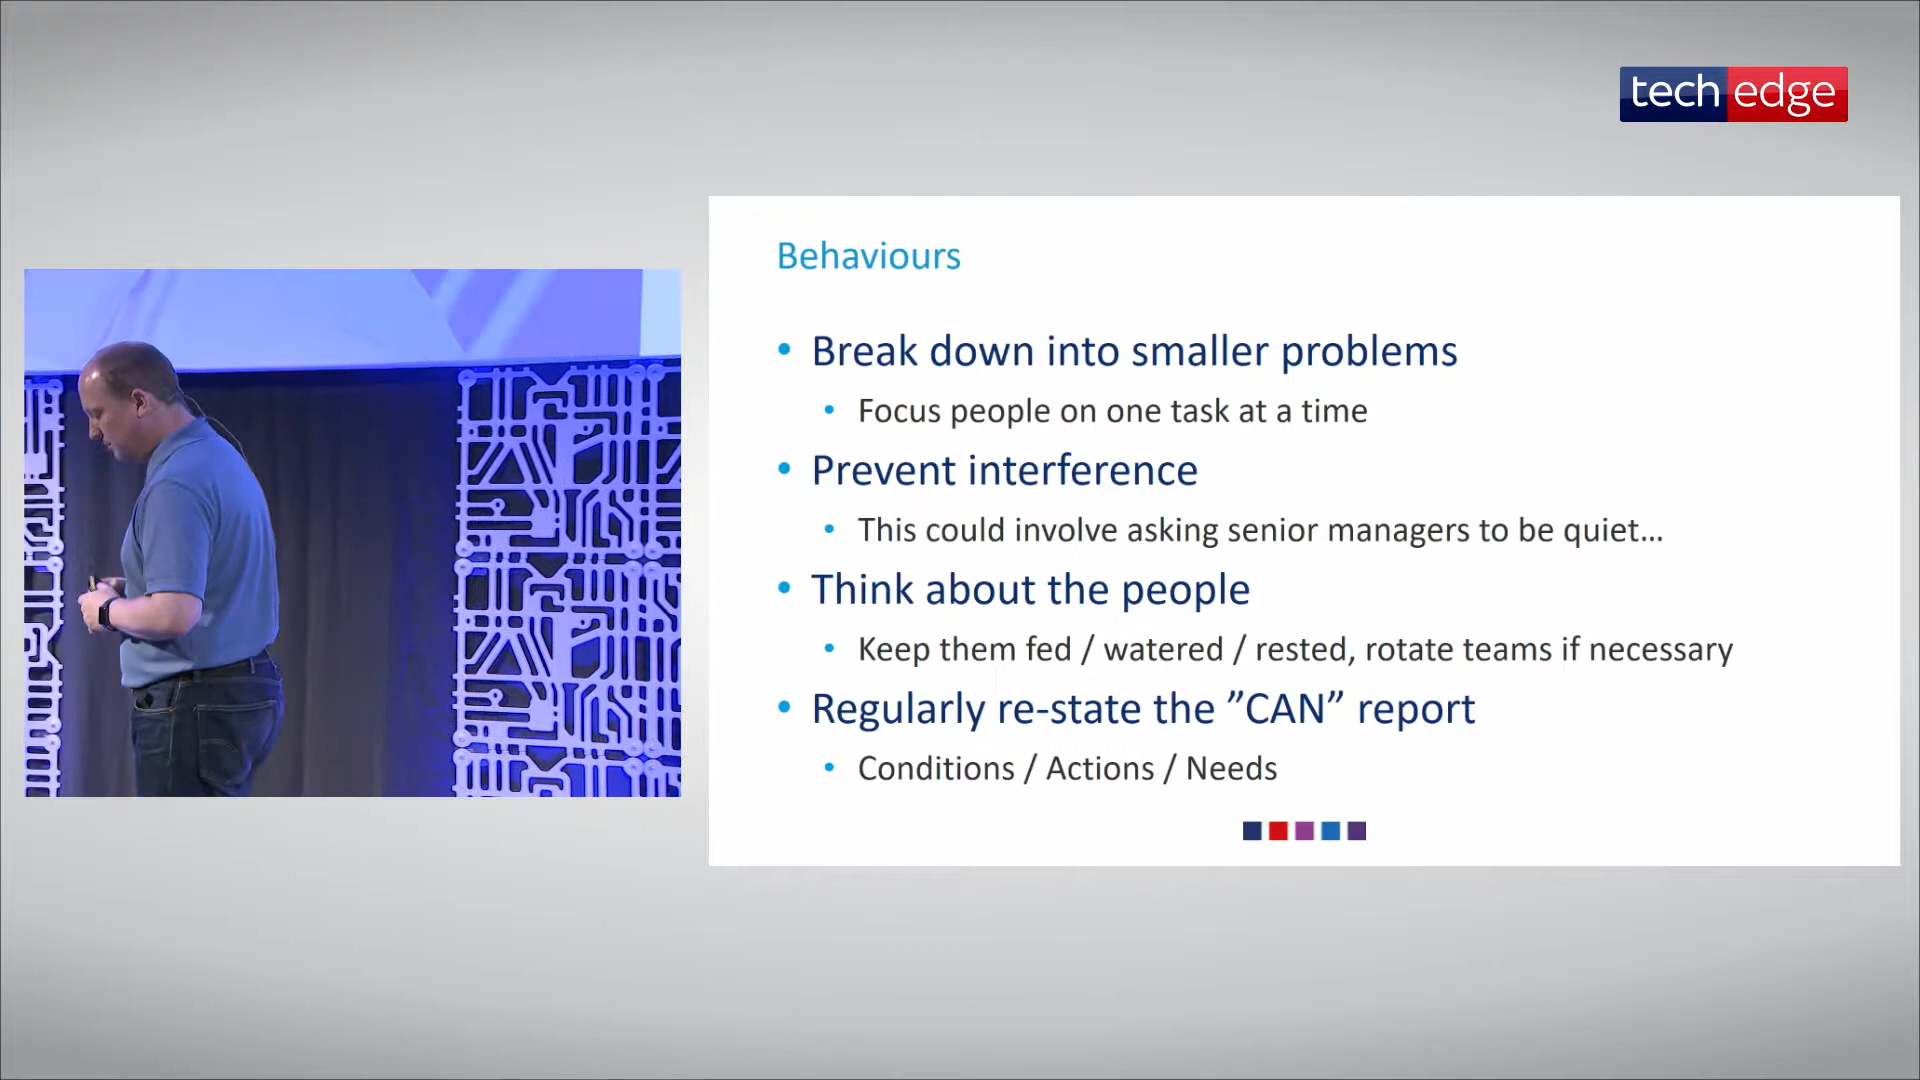 tech edge
Behaviours
• Break down into smaller problems
• Focus people on one task at a time
• Prevent interference
• This could involve asking senior managers to be quiet...
• Think about the people
• Keep them fed / watered / rested, rotate teams if necessary
• Regularly re-state the ”CAN” report
• Conditions / Actions / Needs